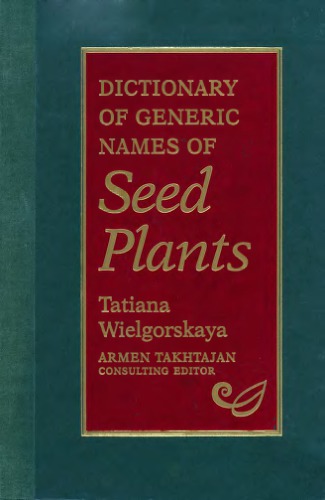 DICTIONARY
OF GENERIC
NAMES OF
Seed
Plants
Tatiana
Wielgorskaya
ARMEN TAKHTAJAN
CONSULTING EDITOR